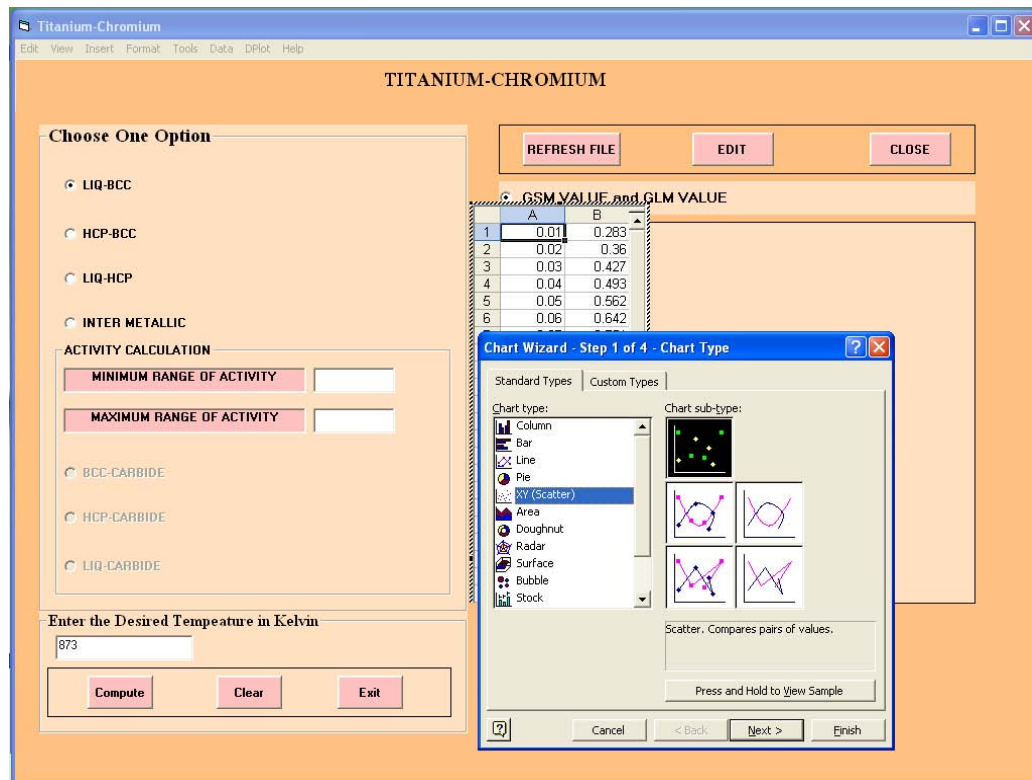 Titanium-Chromium
Edit View Insert Format Tools Data DPlot Help
TITANIUM-CHROMIUM
Choose One Option
LIQ-BCC
HCP-BCC
LIQ-HCP
INTER METALLIC
ACTIVITY CALCULATION
MINIMUM RANGE OF ACTIVITY
MAXIMUM RANGE OF ACTIVITY
BCC-CARBIDE
HCP-CARBIDE
LIQ-CARBIDE
Enter the Desired Tempeature in Kelvin
873
Compute Clear Exit
REFRESH FILE EDIT CLOSE
GSM VALUE and GLM VALUE
A B
1 0.01 0.283
2 0.02 0.36
3 0.03 0.427
4 0.04 0.493
5 0.05 0.562
6 0.06 0.642
Chart Wizard - Step 1 of 4 - Chart Type
Standard Types Custom Types
Chart type:
Column
Bar
Line
Pie
XY (Scatter)
Area
Doughnut
Radar
Surface
Bubble
Stock
Chart sub-type:
Scatter. Compares pairs of values.
Press and Hold to View Sample
Cancel < Back Next > Finish